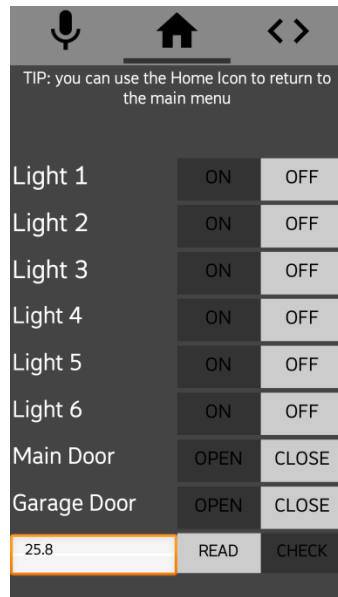 TIP: you can use the Home Icon to return to
the main menu
Light 1 ON OFF
Light 2 ON OFF
Light 3 ON OFF
Light 4 ON OFF
Light 5 ON OFF
Light 6 ON OFF
Main Door OPEN CLOSE
Garage Door OPEN CLOSE
25.8 READ CHECK